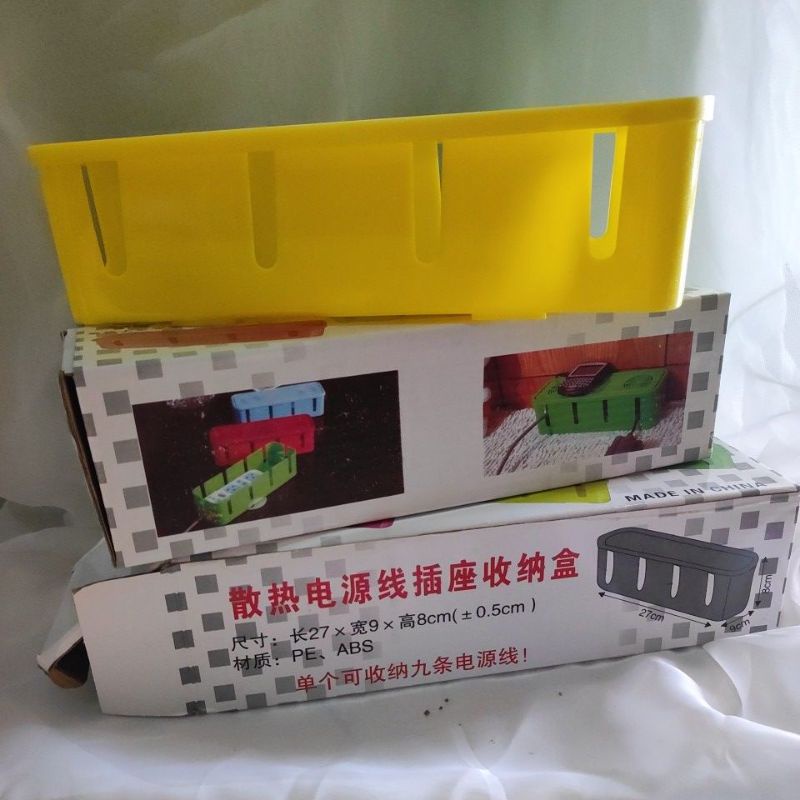 MADE IN CHINA
散热电源线插座收纳盒
尺寸：长27×宽9×高8cm(±0.5cm)
材质：PE、ABS
单个可收纳九条电源线!
27cm
9cm
8cm